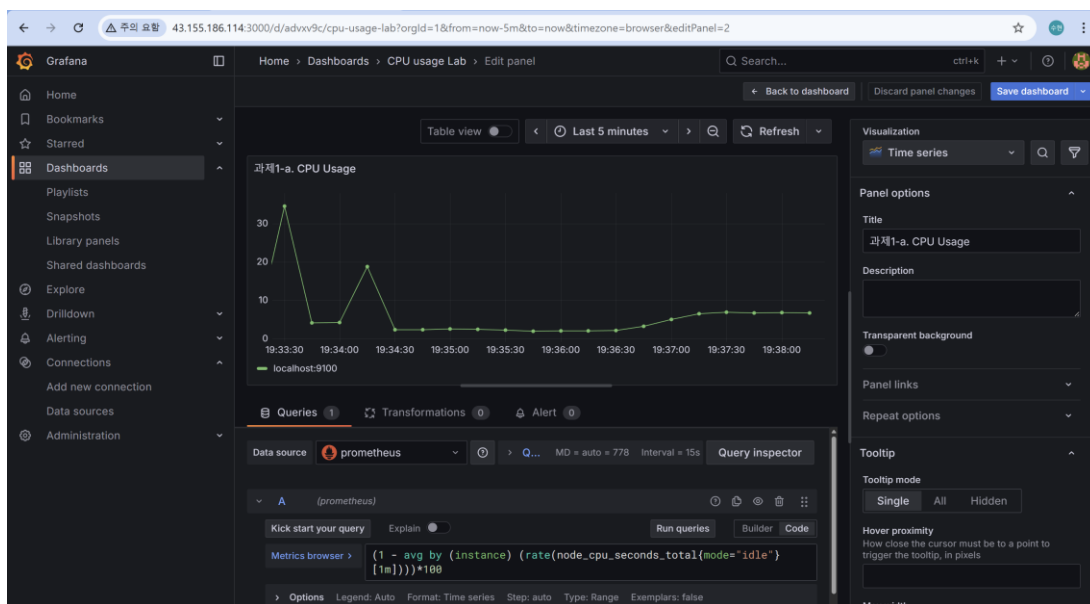 주의 요함 43.155.186.114:3000/d/advxv9c/cpu-usage-lab?orgId=1&from=now-5m&to=now&timezone=browser&editPanel=2
수현
Grafana
Home › Dashboards › CPU usage Lab › Edit panel
Search...
ctrl+k
Back to dashboard
Discard panel changes
Save dashboard
Home
Bookmarks
Starred
Dashboards
Playlists
Snapshots
Library panels
Shared dashboards
Explore
Drilldown
Alerting
Connections
Add new connection
Data sources
Administration
Table view
Last 5 minutes
Refresh
과제1-a. CPU Usage
30
20
10
0
19:33:30 19:34:00 19:34:30 19:35:00 19:35:30 19:36:00 19:36:30 19:37:00 19:37:30 19:38:00
localhost:9100
Queries 1 Transformations 0 Alert 0
Data source prometheus Q... MD = auto = 778 Interval = 15s Query inspector
A (prometheus)
Kick start your query Explain Run queries Builder Code
Metrics browser > (1 - avg by (instance) (rate(node_cpu_seconds_total{mode="idle"}
[1m])))*100
Options Legend: Auto Format: Time series Step: auto Type: Range Exemplars: false
Visualization
Time series
Panel options
Title
과제1-a. CPU Usage
Description
Transparent background
Panel links
Repeat options
Tooltip
Tooltip mode
Single All Hidden
Hover proximity
How close the cursor must be to a point to
trigger the tooltip, in pixels